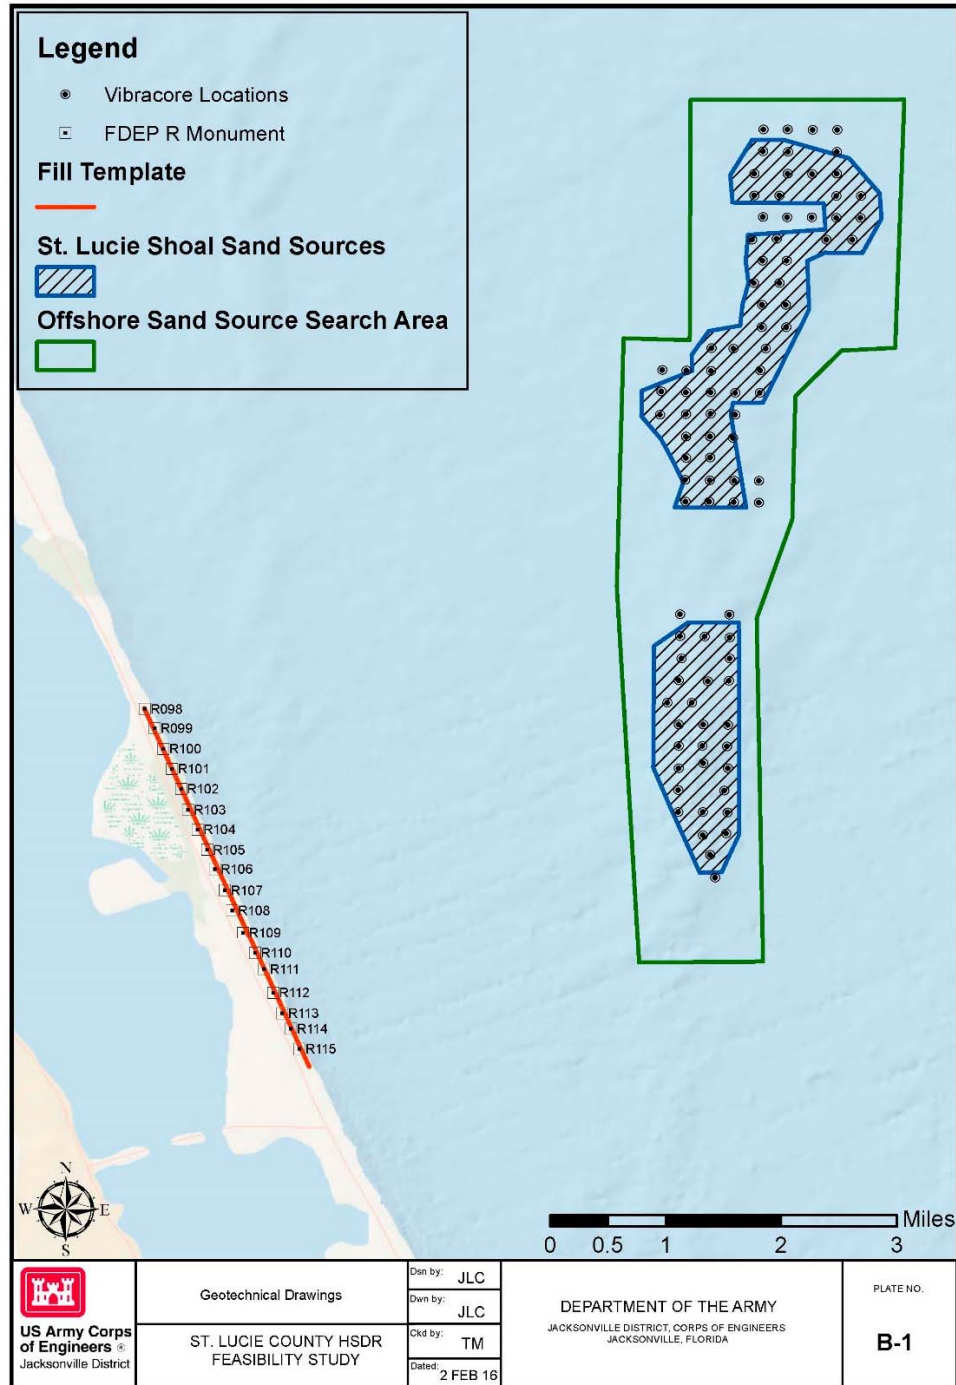 Legend
Vibracore Locations
FDEP R Monument
Fill Template
St. Lucie Shoal Sand Sources
Offshore Sand Source Search Area
R098
R099
R100
R101
R102
R103
R104
R105
R106
R107
R108
R109
R110
R111
R112
R113
R114
R115
N
W E
S
Miles
0 0.5 1 2 3
US Army Corps
of Engineers ®
Jacksonville District
Geotechnical Drawings
ST. LUCIE COUNTY HSDR
FEASIBILITY STUDY
Dsn by: JLC
Dwn by: JLC
Ckd by: TM
Dated: 2 FEB 16
DEPARTMENT OF THE ARMY
JACKSONVILLE DISTRICT, CORPS OF ENGINEERS
JACKSONVILLE, FLORIDA
PLATE NO.
B-1